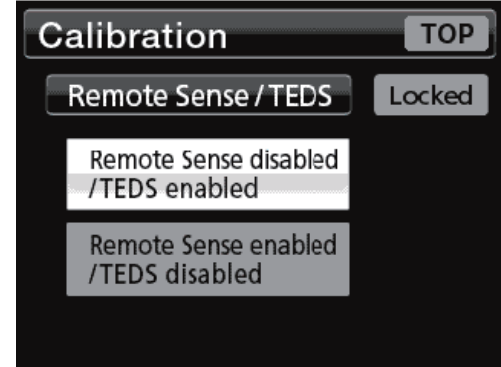 Calibration
TOP
Remote Sense / TEDS
Locked
Remote Sense disabled
/TEDS enabled
Remote Sense enabled
/TEDS disabled